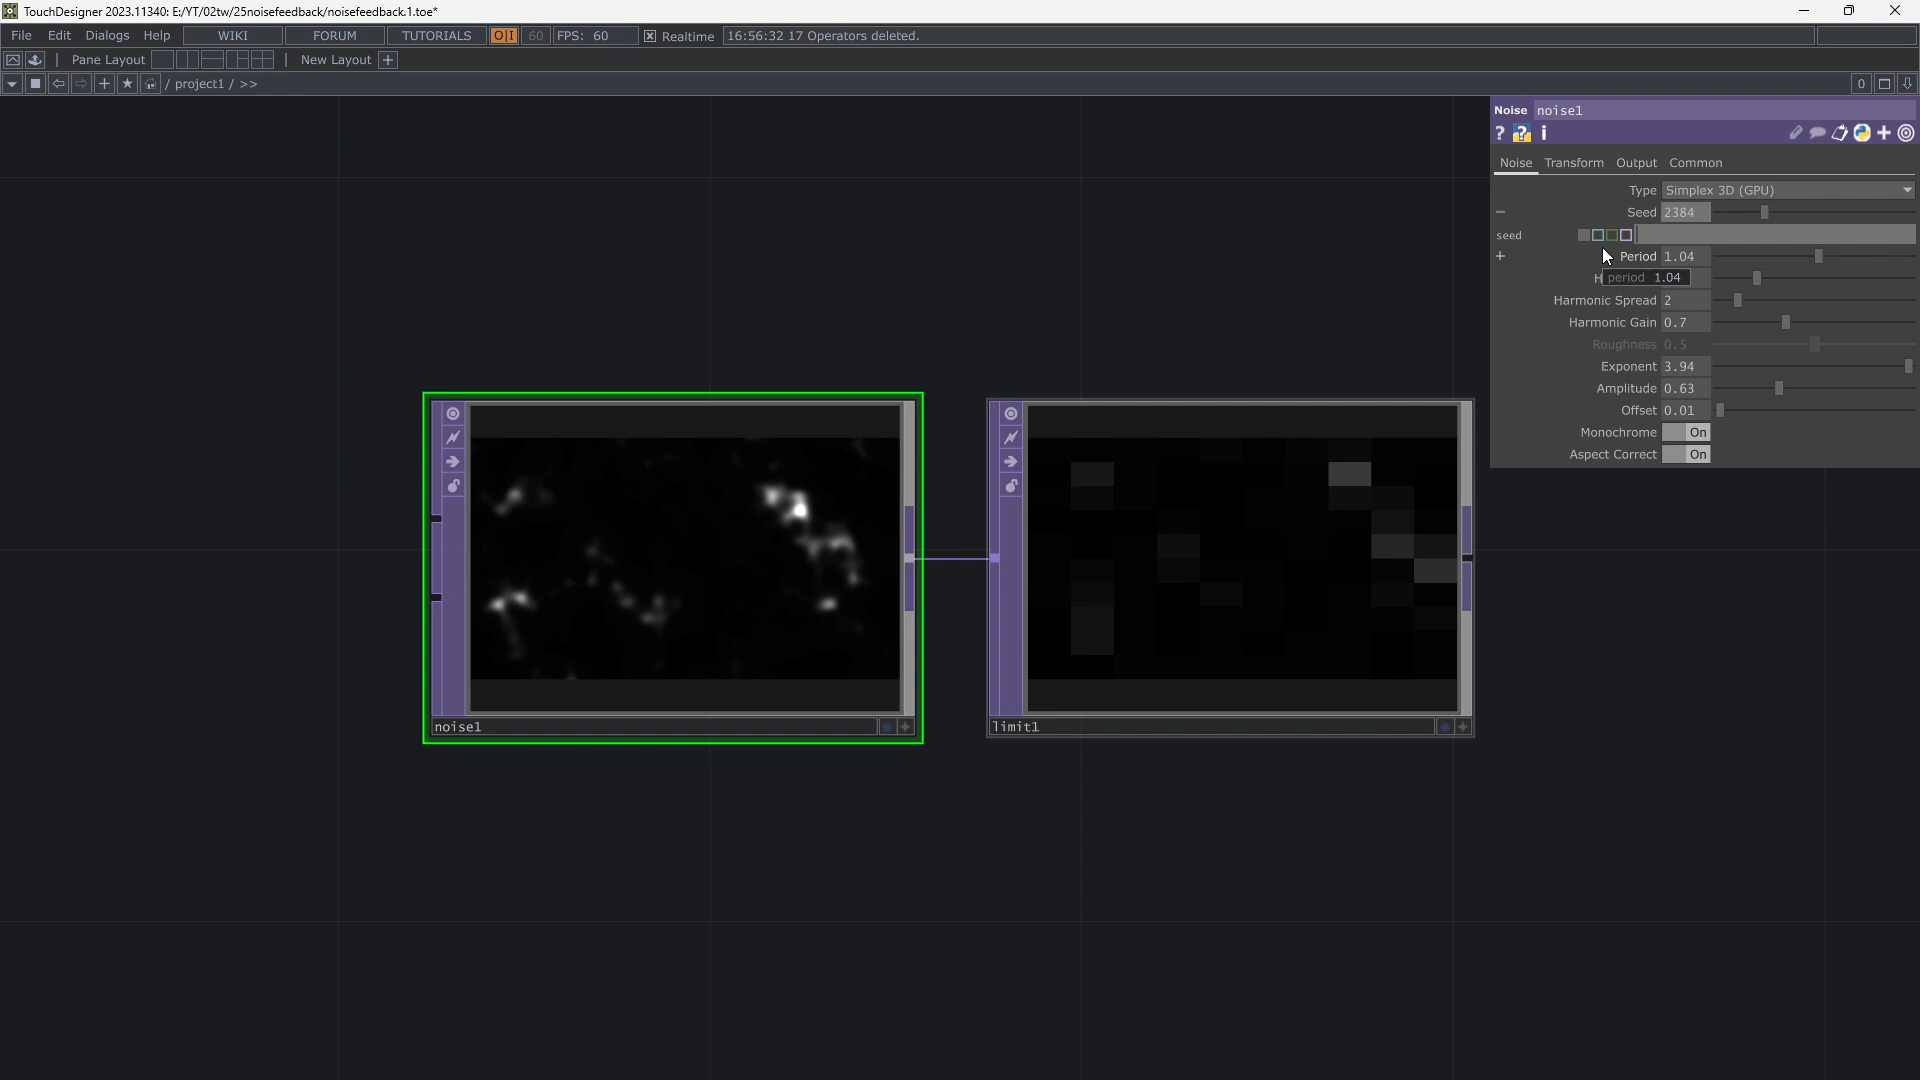 TouchDesigner 2023.11340: E:/YT/02tw/25noisefeedback/noisefeedback.1.toe*
File Edit Dialogs Help WIKI FORUM TUTORIALS O|I 60 FPS: 60 Realtime 16:56:32 17 Operators deleted.
Pane Layout New Layout +
/ project1 / >> 0
Noise noise1
? ? i
Noise Transform Output Common
Type Simplex 3D (GPU)
Seed 2384
seed
+ Period 1.04
H period 1.04
Harmonic Spread 2
Harmonic Gain 0.7
Roughness 0.5
Exponent 3.94
Amplitude 0.63
Offset 0.01
Monochrome On
Aspect Correct On
noise1
limit1